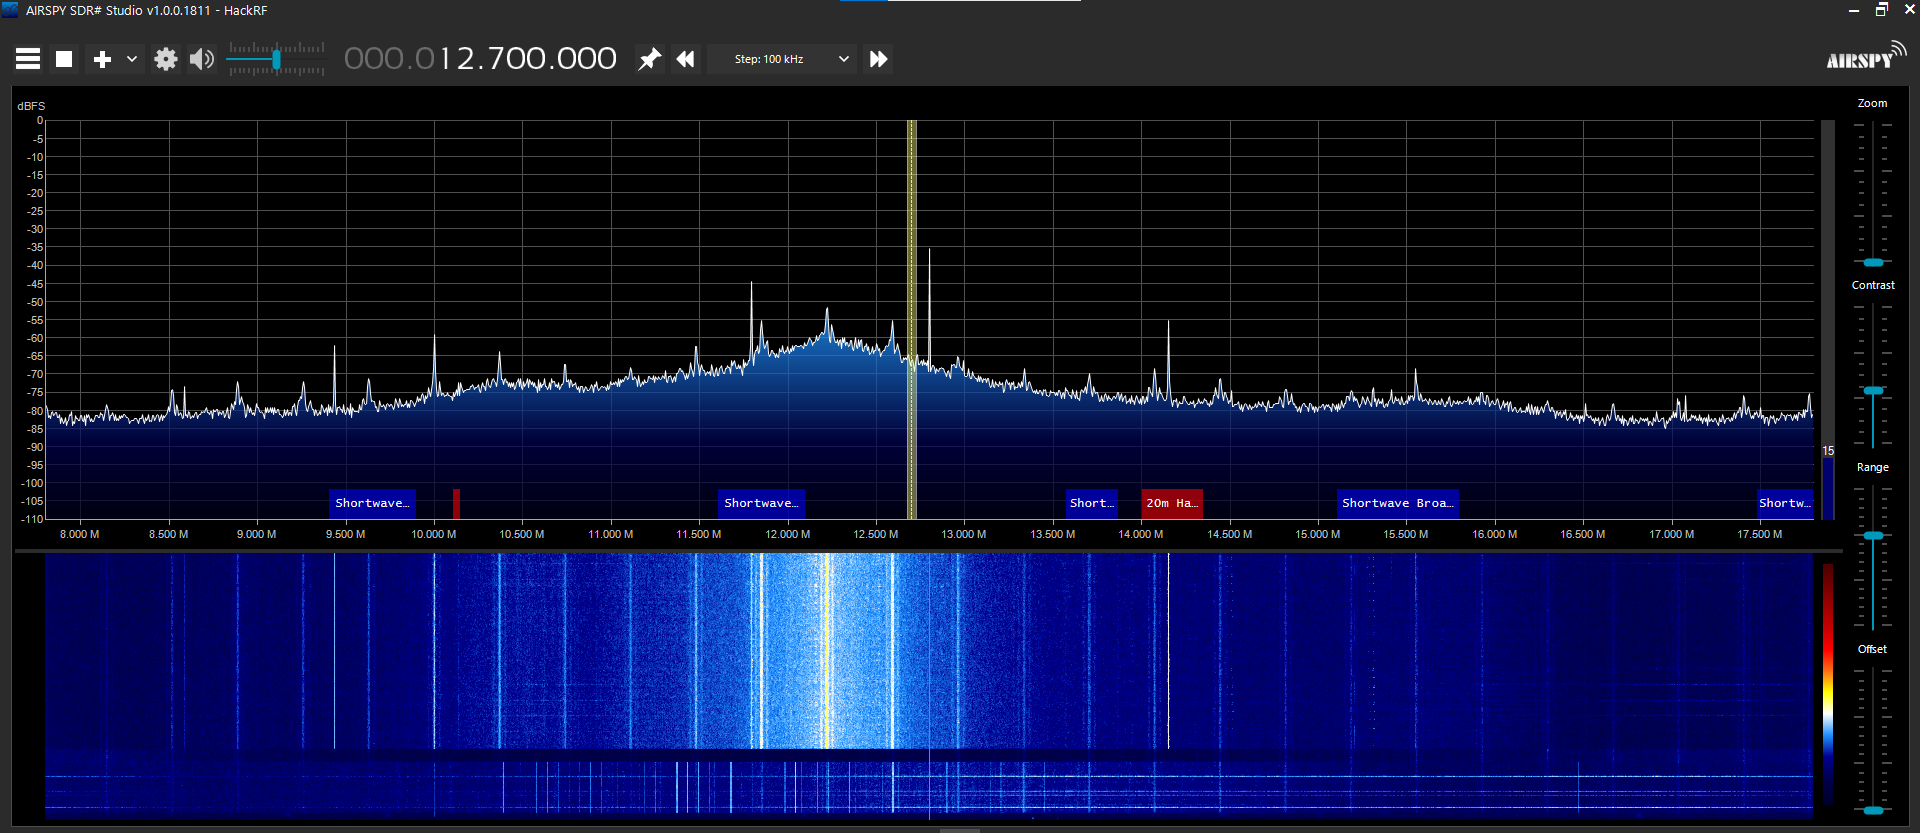 AIRSPY SDR# Studio v1.0.0.1811 - HackRF
000.012.700.000
Step: 100 kHz
AIRSPY
dBFS
0
-5
-10
-15
-20
-25
-30
-35
-40
-45
-50
-55
-60
-65
-70
-75
-80
-85
-90
-95
-100
-105
-110
15
Shortwave...
Shortwave...
Short...
20m Ha...
Shortwave Broa...
Shortw...
8.000 M
8.500 M
9.000 M
9.500 M
10.000 M
10.500 M
11.000 M
11.500 M
12.000 M
12.500 M
13.000 M
13.500 M
14.000 M
14.500 M
15.000 M
15.500 M
16.000 M
16.500 M
17.000 M
17.500 M
Zoom
Contrast
Range
Offset